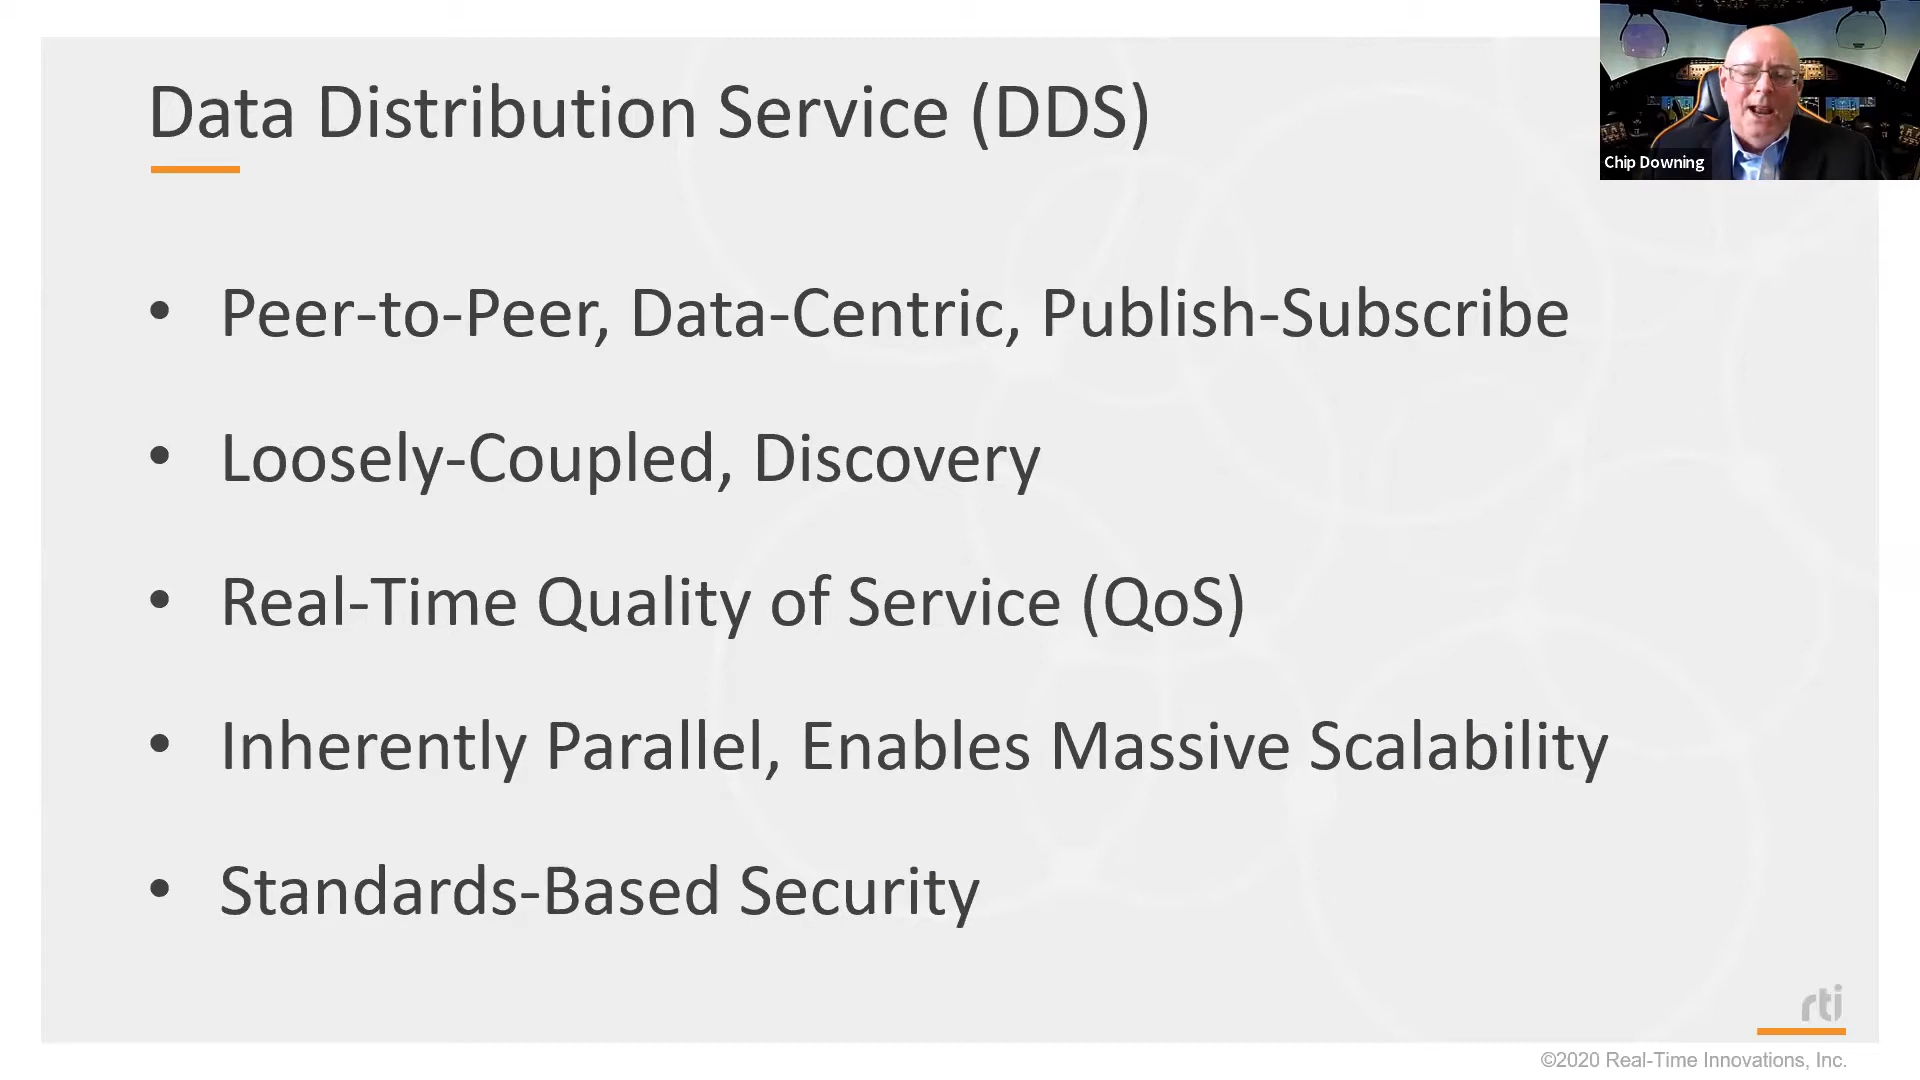 Data Distribution Service (DDS)
Chip Downing
• Peer-to-Peer, Data-Centric, Publish-Subscribe
• Loosely-Coupled, Discovery
• Real-Time Quality of Service (QoS)
• Inherently Parallel, Enables Massive Scalability
• Standards-Based Security
rti
©2020 Real-Time Innovations, Inc.